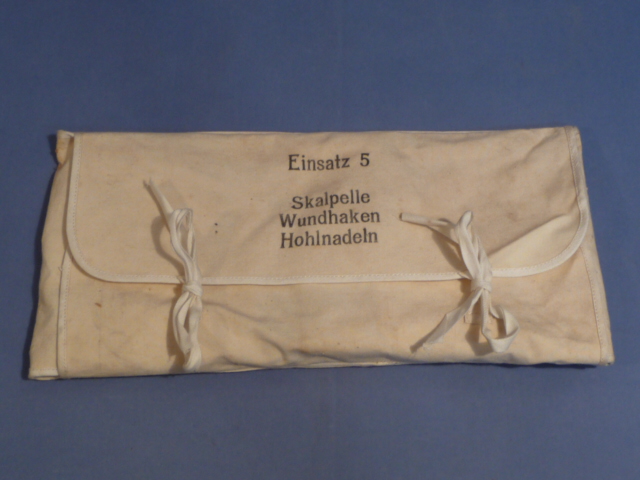 Einsatz 5
Skalpelle
Wundhaken
Hohlnadeln